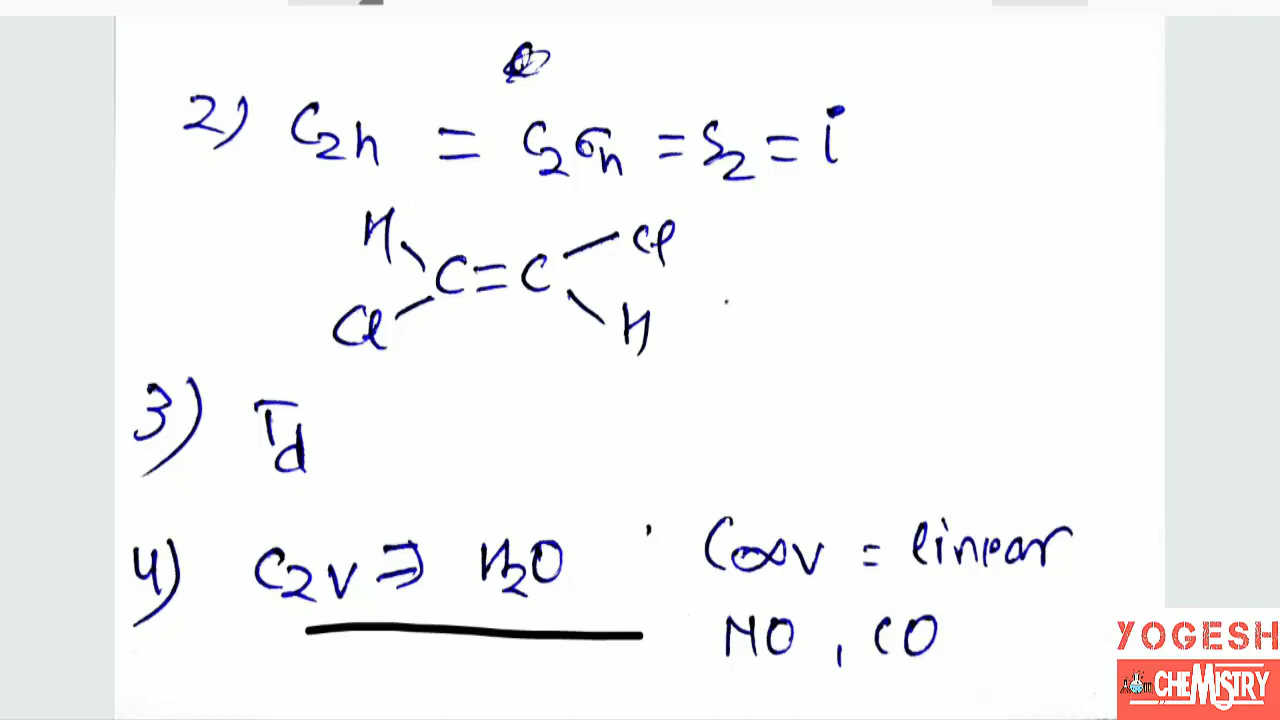 2) C₂h = C₂σh = S₂ = i
H Cl
C=C
Cl H
3) Td
4) C₂v ⇒ H₂O
C∞v = linear
NO, CO
YOGESH
CHEMISTRY